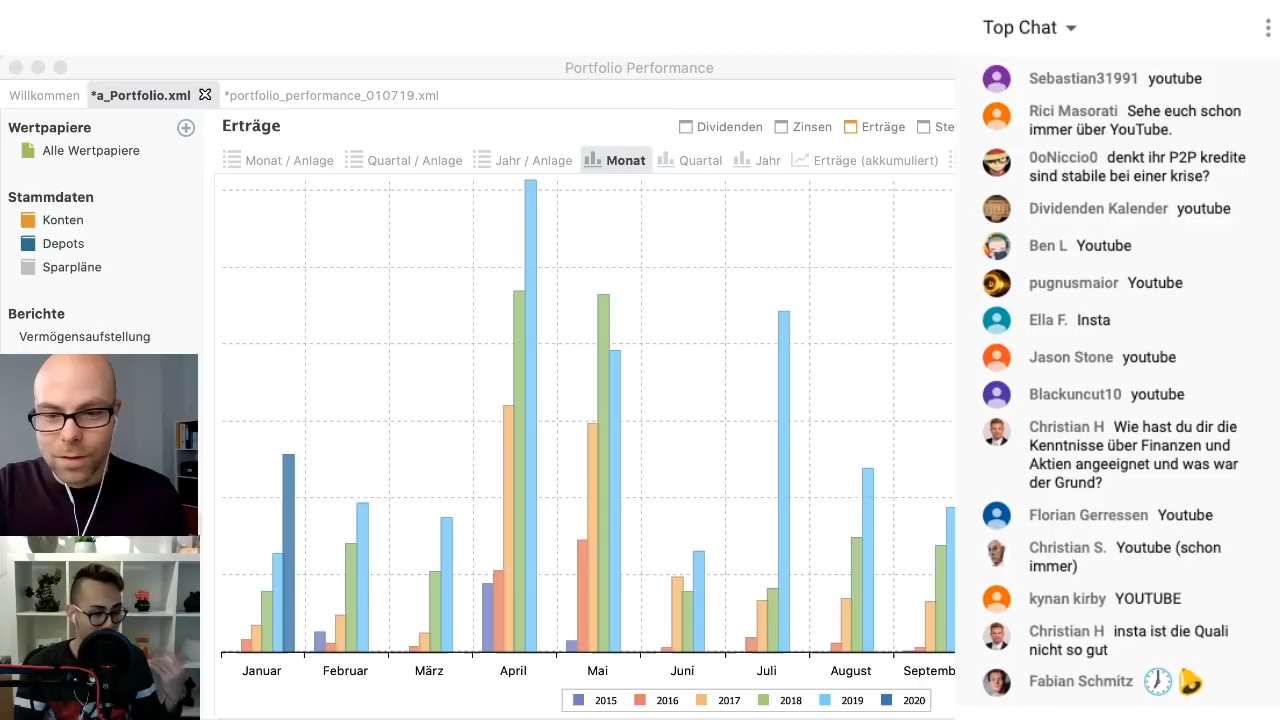 Top Chat
Portfolio Performance
Willkommen *a_Portfolio.xml *portfolio_performance_010719.xml
Wertpapiere
Alle Wertpapiere
Stammdaten
Konten
Depots
Sparpläne
Berichte
Vermögensaufstellung
Erträge
Dividenden Zinsen Erträge Ste
Monat / Anlage Quartal / Anlage Jahr / Anlage Monat Quartal Jahr Erträge (akkumuliert)
Januar Februar März April Mai Juni Juli August Septemb
2015 2016 2017 2018 2019 2020
Sebastian31991 youtube
Rici Masorati Sehe euch schon
immer über YouTube.
0oNiccio0 denkt ihr P2P kredite
sind stabile bei einer krise?
Dividenden Kalender youtube
Ben L Youtube
pugnusmaior Youtube
Ella F. Insta
Jason Stone youtube
Blackuncut10 youtube
Christian H Wie hast du dir die
Kenntnisse über Finanzen und
Aktien angeeignet und was war
der Grund?
Florian Gerressen Youtube
Christian S. Youtube (schon
immer)
kynan kirby YOUTUBE
Christian H insta ist die Quali
nicht so gut
Fabian Schmitz